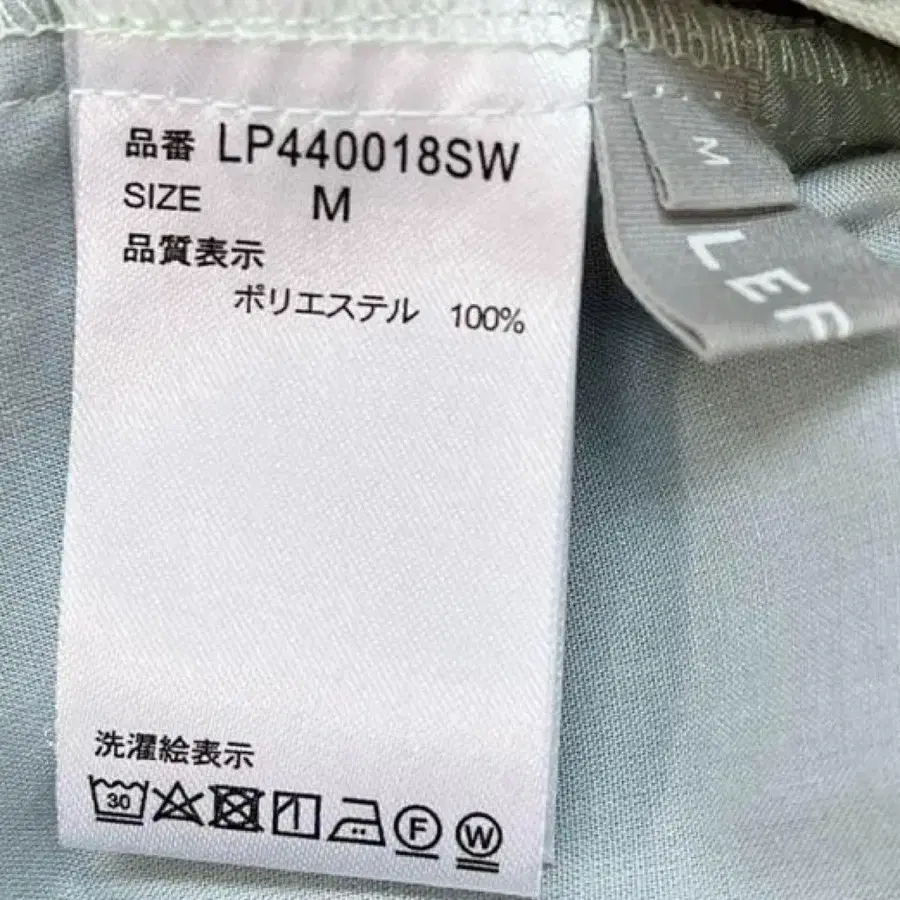 品番 LP440018SW
SIZE M
品質表示
ポリエステル 100%
洗濯絵表示
30
F
W
M
LEF